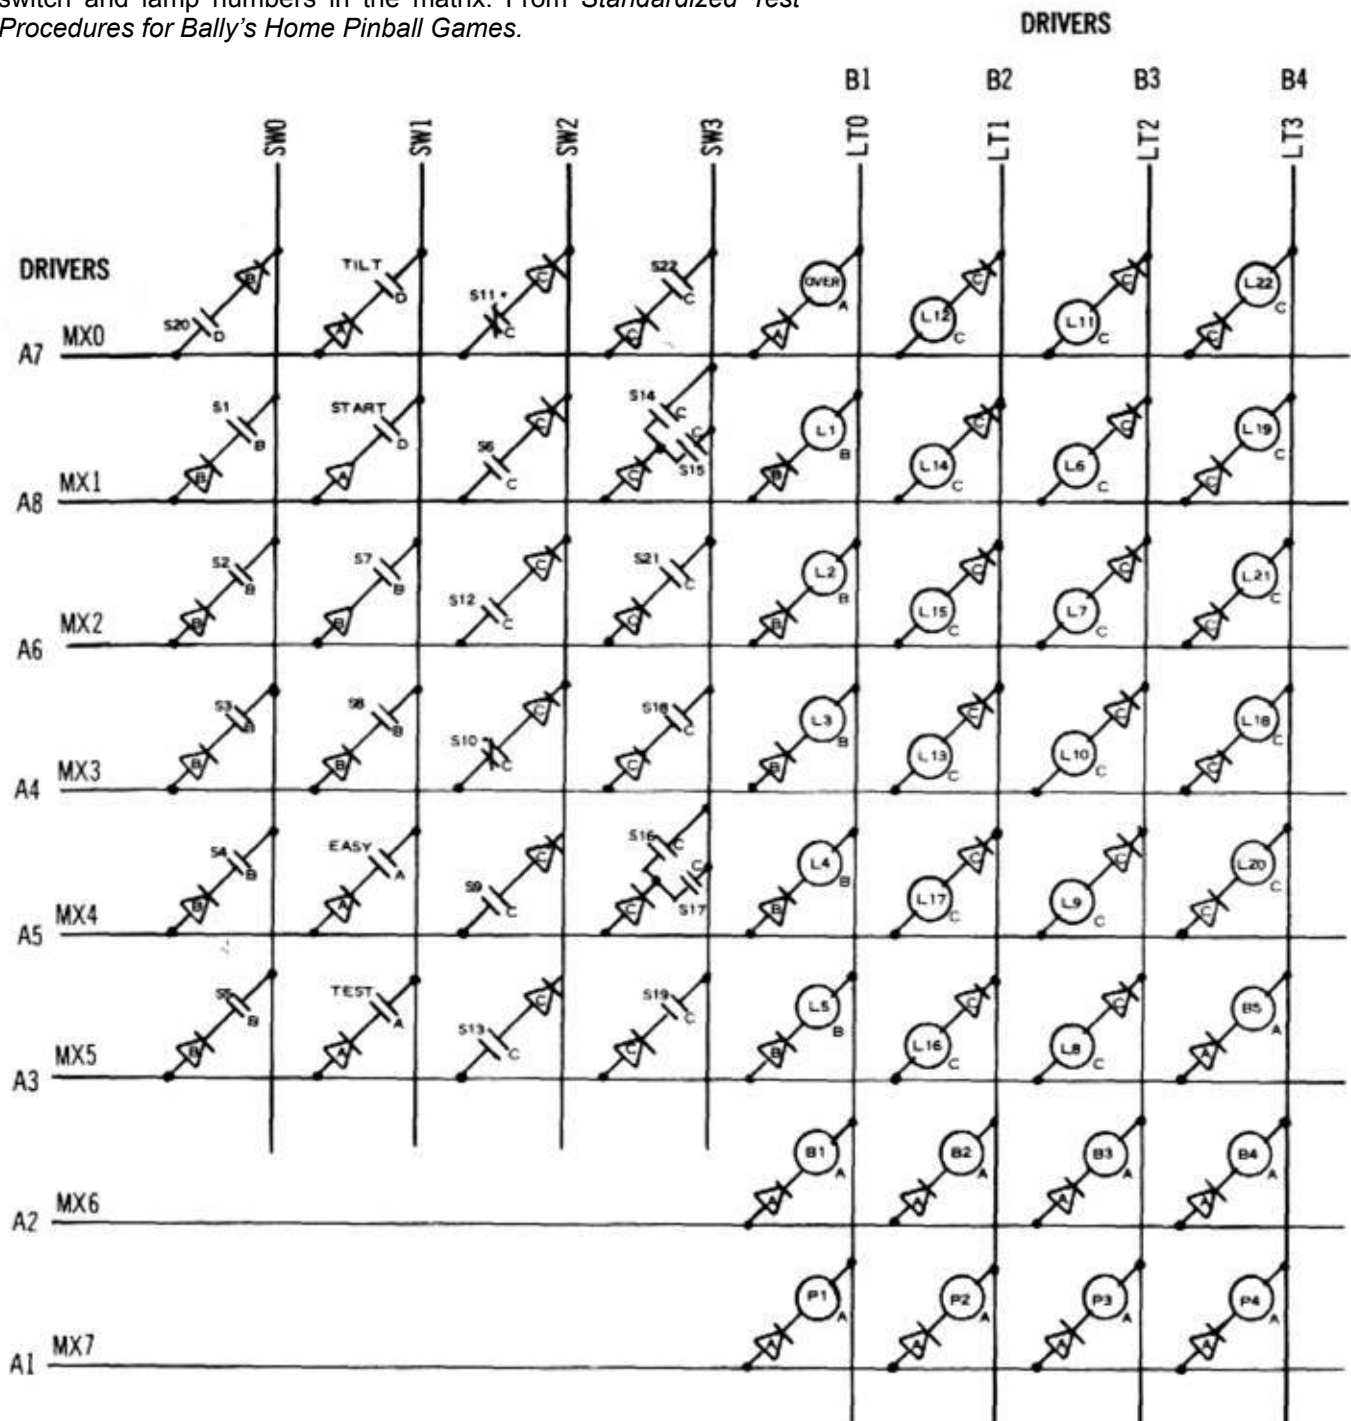 switch and lamp numbers in the matrix. From Standardized Test
Procedures for Bally's Home Pinball Games.
DRIVERS
B1 B2 B3 B4
SW0 SW1 SW2 SW3 LT0 LT1 LT2 LT3
DRIVERS
A7 MX0
S20 D B
TILT D A
S11* C C
S22 C C
OVER A A
L12 C C
L11 C C
L22 C C
A8 MX1
S1 B B
START D A
S6 C C
S14 C C S15 C
L1 B B
L14 C C
L6 C C
L19 C C
A6 MX2
S2 B B
S7 B B
S12 C C
S21 C C
L2 B B
L15 C C
L7 C C
L21 C C
A4 MX3
S3 B B
S8 B B
S10* C C
S18 C C
L3 B B
L13 C C
L10 C C
L18 C C
A5 MX4
S4 B B
EASY A A
S9 C C
S16 C C S17 C
L4 B B
L17 C C
L9 C C
L20 C C
A3 MX5
S5 B B
TEST A A
S13 C C
S19 C C
L5 B B
L16 C C
L8 C C
B5 A A
A2 MX6
B1 A A
B2 A A
B3 A A
B4 A A
A1 MX7
P1 A A
P2 A A
P3 A A
P4 A A